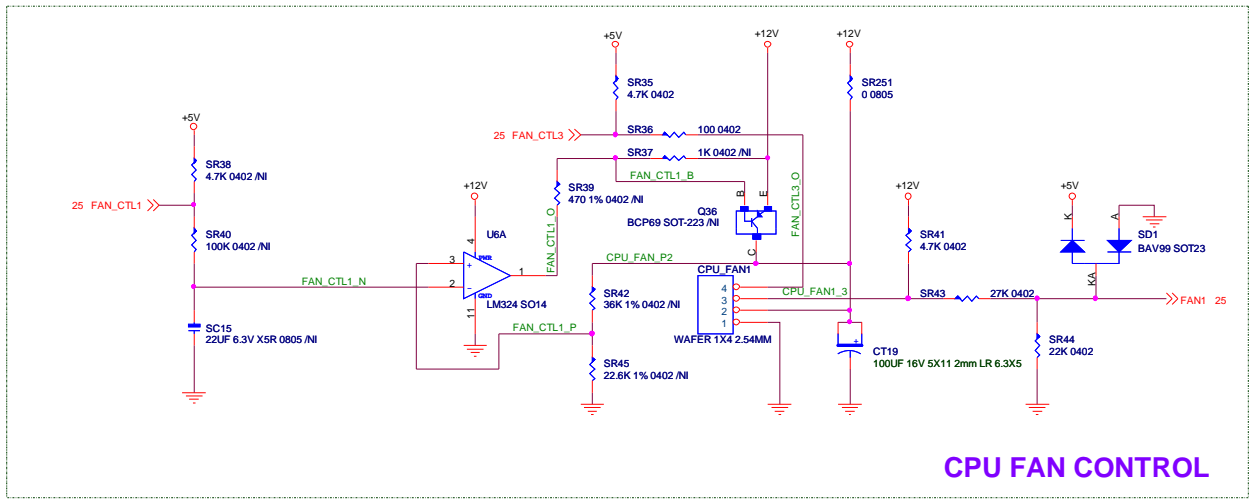 +5V
+12V
+12V
SR35
4.7K 0402
SR251
0 0805
+5V
25 FAN_CTL3
SR36
100 0402
SR37
1K 0402 /NI
SR38
4.7K 0402 /NI
FAN_CTL1_B
FAN_CTL3_O
+12V
SR39
470 1% 0402 /NI
B
E
+12V
+5V
K
A
25 FAN_CTL1
Q36
BCP69 SOT-223 /NI
SR40
100K 0402 /NI
U6A
4
FAN_CTL1_O
C
SR41
4.7K 0402
SD1
BAV99 SOT23
3
+
PWR
1
CPU_FAN_P2
CPU_FAN1
KA
FAN_CTL1_N
2
-
GND
LM324 SO14
11
SR42
36K 1% 0402 /NI
4
3
2
1
CPU_FAN1_3
SR43
27K 0402
FAN1 25
SC15
22UF 6.3V X5R 0805 /NI
FAN_CTL1_P
WAFER 1X4 2.54MM
+
CT19
100UF 16V 5X11 2mm LR 6.3X5
SR44
22K 0402
SR45
22.6K 1% 0402 /NI
CPU FAN CONTROL